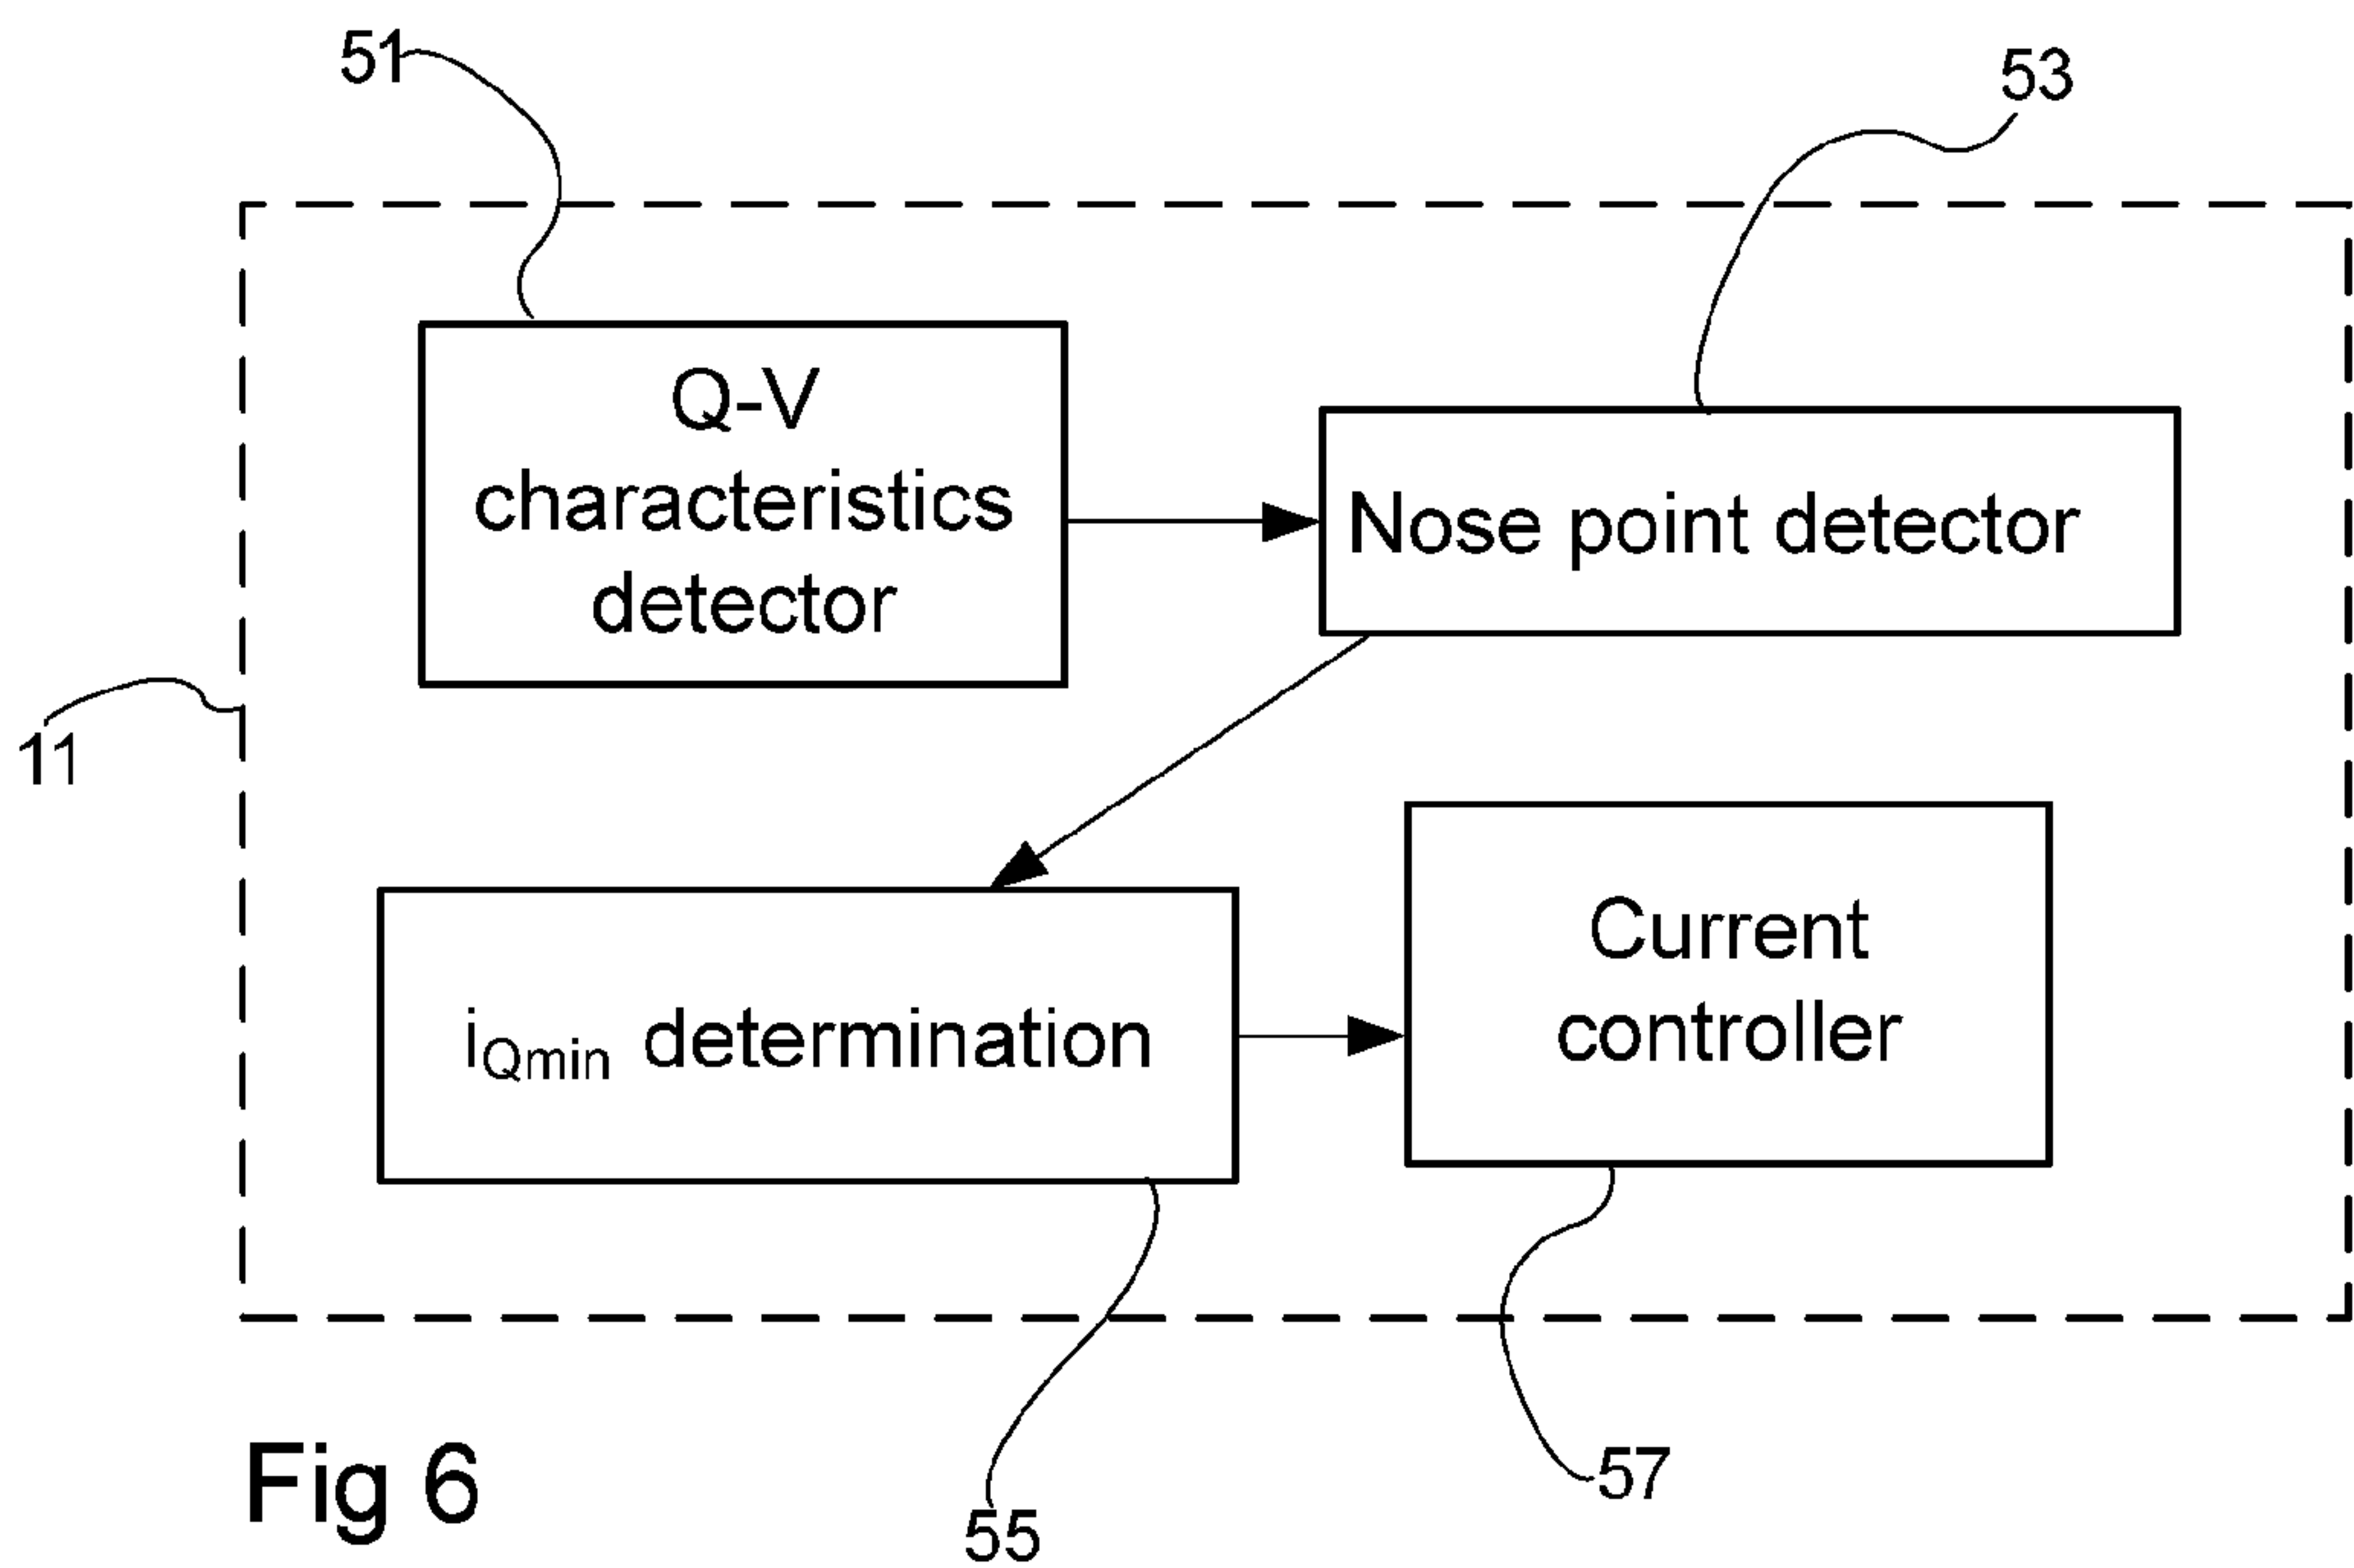 51
53
Q-V
characteristics
detector
Nose point detector
11
iQmin determination
Current
controller
Fig 6
55
57